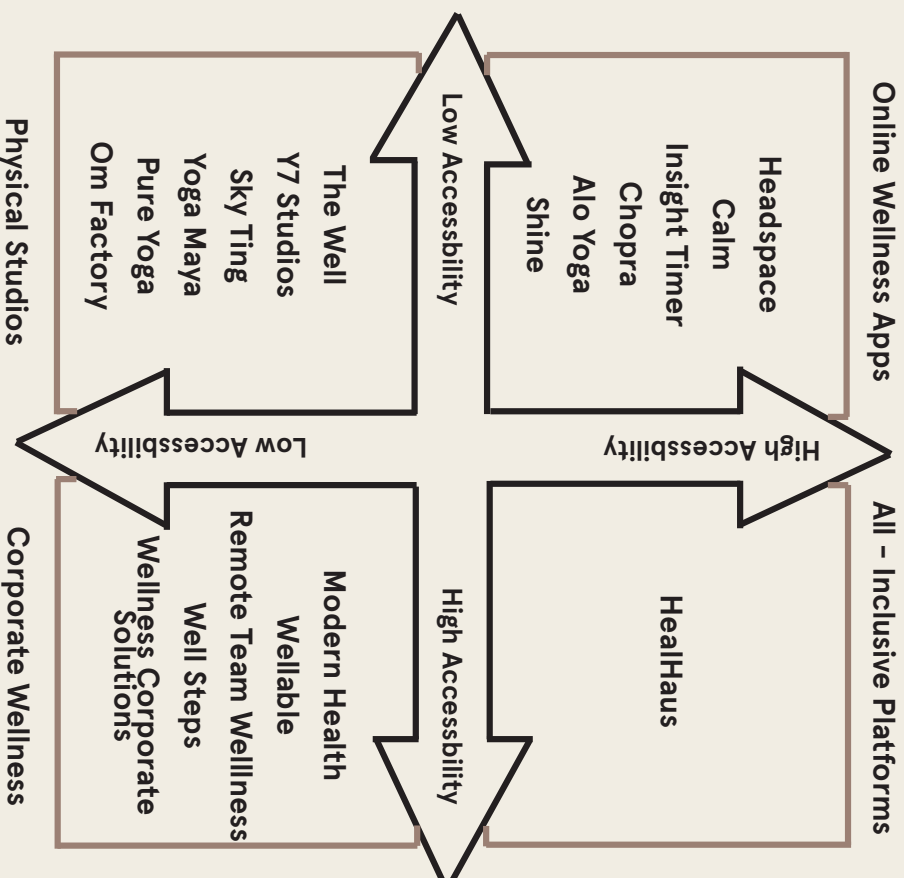 Online Wellness Apps
Headspace
Calm
Insight Timer
Chopra
Alo Yoga
Shine
All - Inclusive Platforms
HealHaus
High Accessbility
Low Accessbility
High Accessbility
Low Accessbility
The Well
Y7 Studios
Sky Ting
Yoga Maya
Pure Yoga
Om Factory
Physical Studios
Modern Health
Wellable
Remote Team Welllness
Well Steps
Wellness Corporate
Solutions
Corporate Wellness